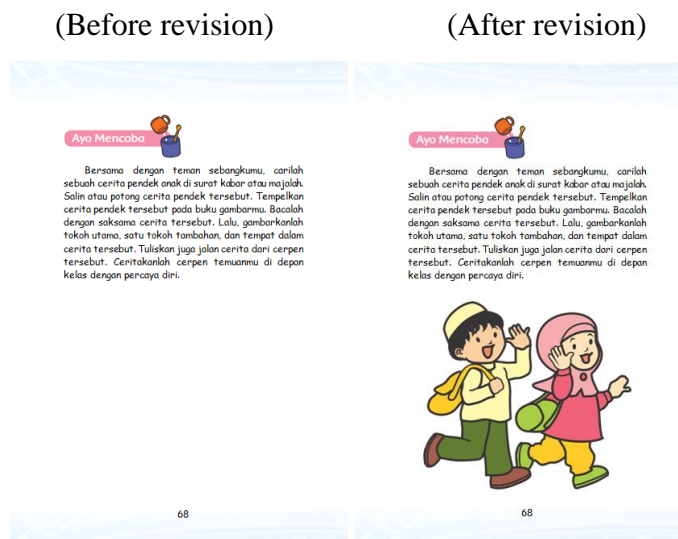 (Before revision)
(After revision)
Ayo Mencoba
Bersama dengan teman sebangkumu, carilah
sebuah cerita pendek anak di surat kabar atau majalah.
Salin atau potong cerita pendek tersebut. Tempelkan
cerita pendek tersebut pada buku gambarmu. Bacalah
dengan saksama cerita tersebut. Lalu, gambarkanlah
tokoh utama, satu tokoh tambahan, dan tempat dalam
cerita tersebut. Tuliskan juga jalan cerita dari cerpen
tersebut. Ceritakanlah cerpen temuanmu di depan
kelas dengan percaya diri.
68
Ayo Mencoba
Bersama dengan teman sebangkumu, carilah
sebuah cerita pendek anak di surat kabar atau majalah.
Salin atau potong cerita pendek tersebut. Tempelkan
cerita pendek tersebut pada buku gambarmu. Bacalah
dengan saksama cerita tersebut. Lalu, gambarkanlah
tokoh utama, satu tokoh tambahan, dan tempat dalam
cerita tersebut. Tuliskan juga jalan cerita dari cerpen
tersebut. Ceritakanlah cerpen temuanmu di depan
kelas dengan percaya diri.
68